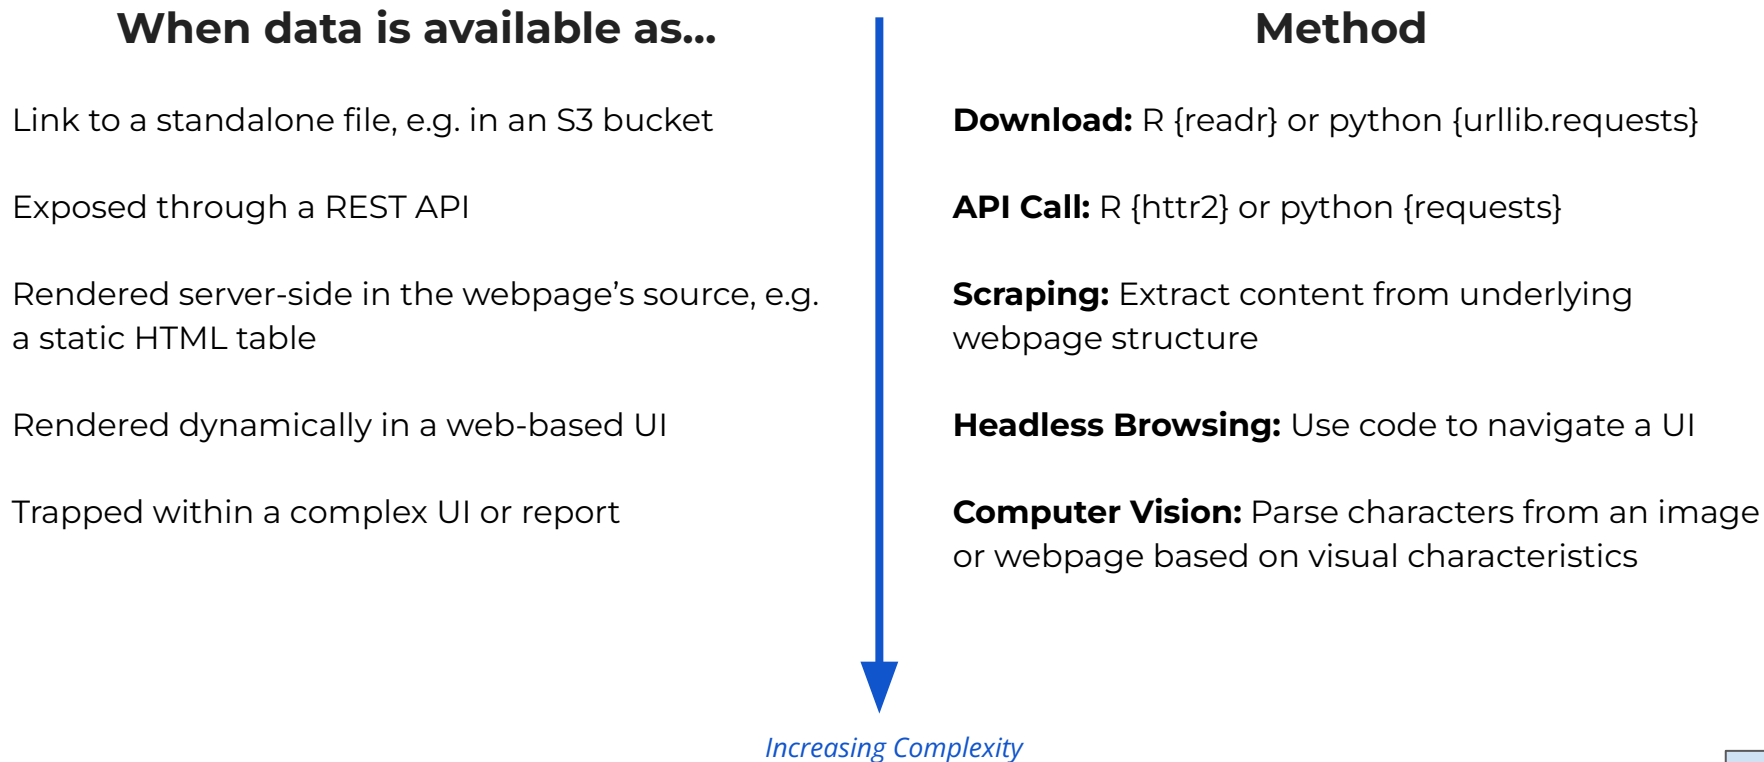 When data is available as...
Method
Link to a standalone file, e.g. in an S3 bucket
Download: R {readr} or python {urllib.requests}
Exposed through a REST API
API Call: R {httr2} or python {requests}
Rendered server-side in the webpage’s source, e.g.
a static HTML table
Scraping: Extract content from underlying
webpage structure
Rendered dynamically in a web-based UI
Headless Browsing: Use code to navigate a UI
Trapped within a complex UI or report
Computer Vision: Parse characters from an image
or webpage based on visual characteristics
Increasing Complexity